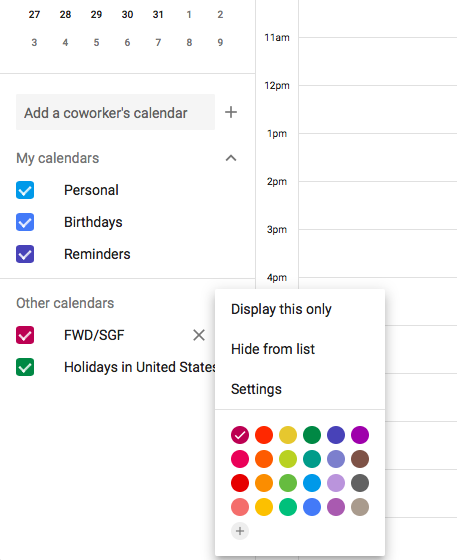 27 28 29 30 31 1 2
3 4 5 6 7 8 9
Add a coworker's calendar
My calendars
Personal
Birthdays
Reminders
Other calendars
FWD/SGF
Holidays in United States
11am
12pm
1pm
2pm
3pm
4pm
Display this only
Hide from list
Settings